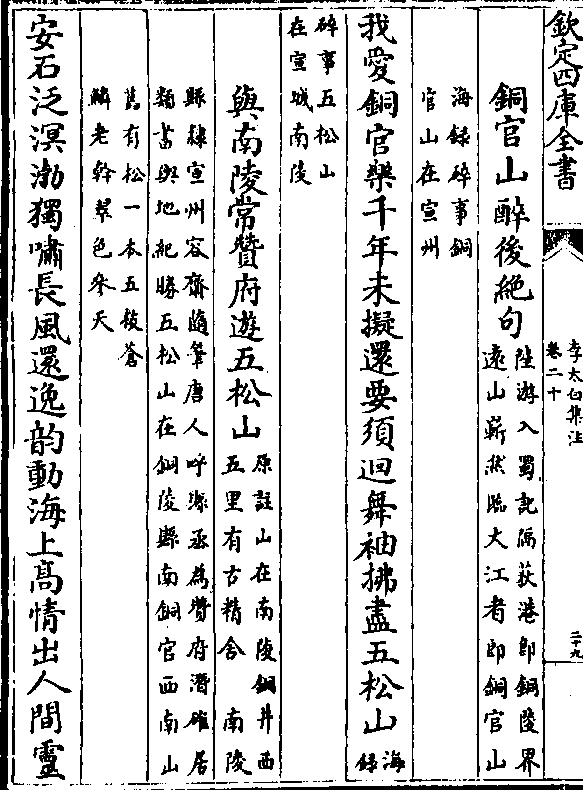 欽定四庫全書
李太白集注
卷二十
二十九
銅官山醉後絶句
陸游入蜀記隔荻港即銅陵界
逺山嶄然臨大江者即銅官山
海録碎事銅
官山在宣州
我愛銅官樂千年未擬還要須迴舞袖拂盡五松山
海
録
碎事五松山
在宣城南陵
與南陵常贊府遊五松山
原註山在南陵銅井西
五里有古精舍 南陵
縣隸宣州容齋隨筆唐人呼縣丞為贊府潛確居
類書輿地紀勝五松山在銅陵縣南銅官西南山
舊有松一本五枝蒼
鱗老幹翠色參天
安石泛溟渤獨嘯長風還逸韵動海上髙情出人間靈